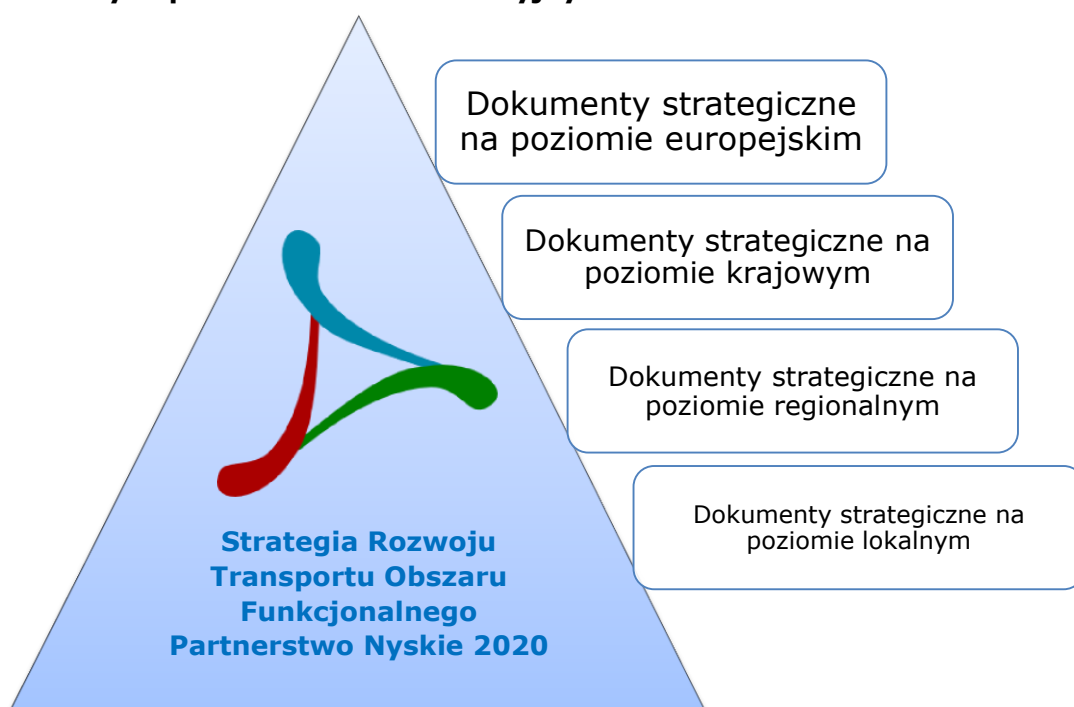 Dokumenty strategiczne
na poziomie europejskim
Dokumenty strategiczne na
poziomie krajowym
Dokumenty strategiczne na
poziomie regionalnym
Dokumenty strategiczne na
poziomie lokalnym
Strategia Rozwoju
Transportu Obszaru
Funkcjonalnego
Partnerstwo Nyskie 2020